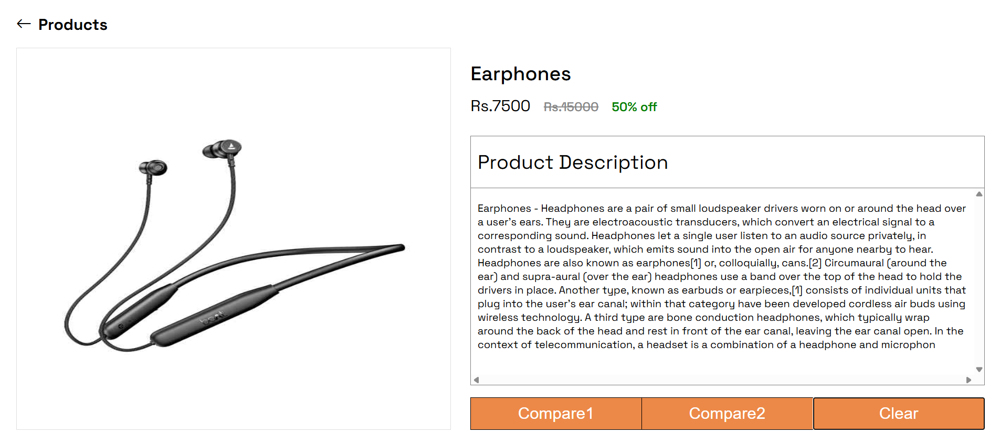 ← Products
Earphones
Rs.7500 Rs.15000 50% off
Product Description
Earphones - Headphones are a pair of small loudspeaker drivers worn on or around the head over
a user's ears. They are electroacoustic transducers, which convert an electrical signal to a
corresponding sound. Headphones let a single user listen to an audio source privately, in
contrast to a loudspeaker, which emits sound into the open air for anyone nearby to hear.
Headphones are also known as earphones[1] or, colloquially, cans.[2] Circumaural (around the
ear) and supra-aural (over the ear) headphones use a band over the top of the head to hold the
drivers in place. Another type, known as earbuds or earpieces,[1] consists of individual units that
plug into the user's ear canal; within that category have been developed cordless air buds using
wireless technology. A third type are bone conduction headphones, which typically wrap
around the back of the head and rest in front of the ear canal, leaving the ear canal open. In the
context of telecommunication, a headset is a combination of a headphone and microphon
boat
Compare1 Compare2 Clear